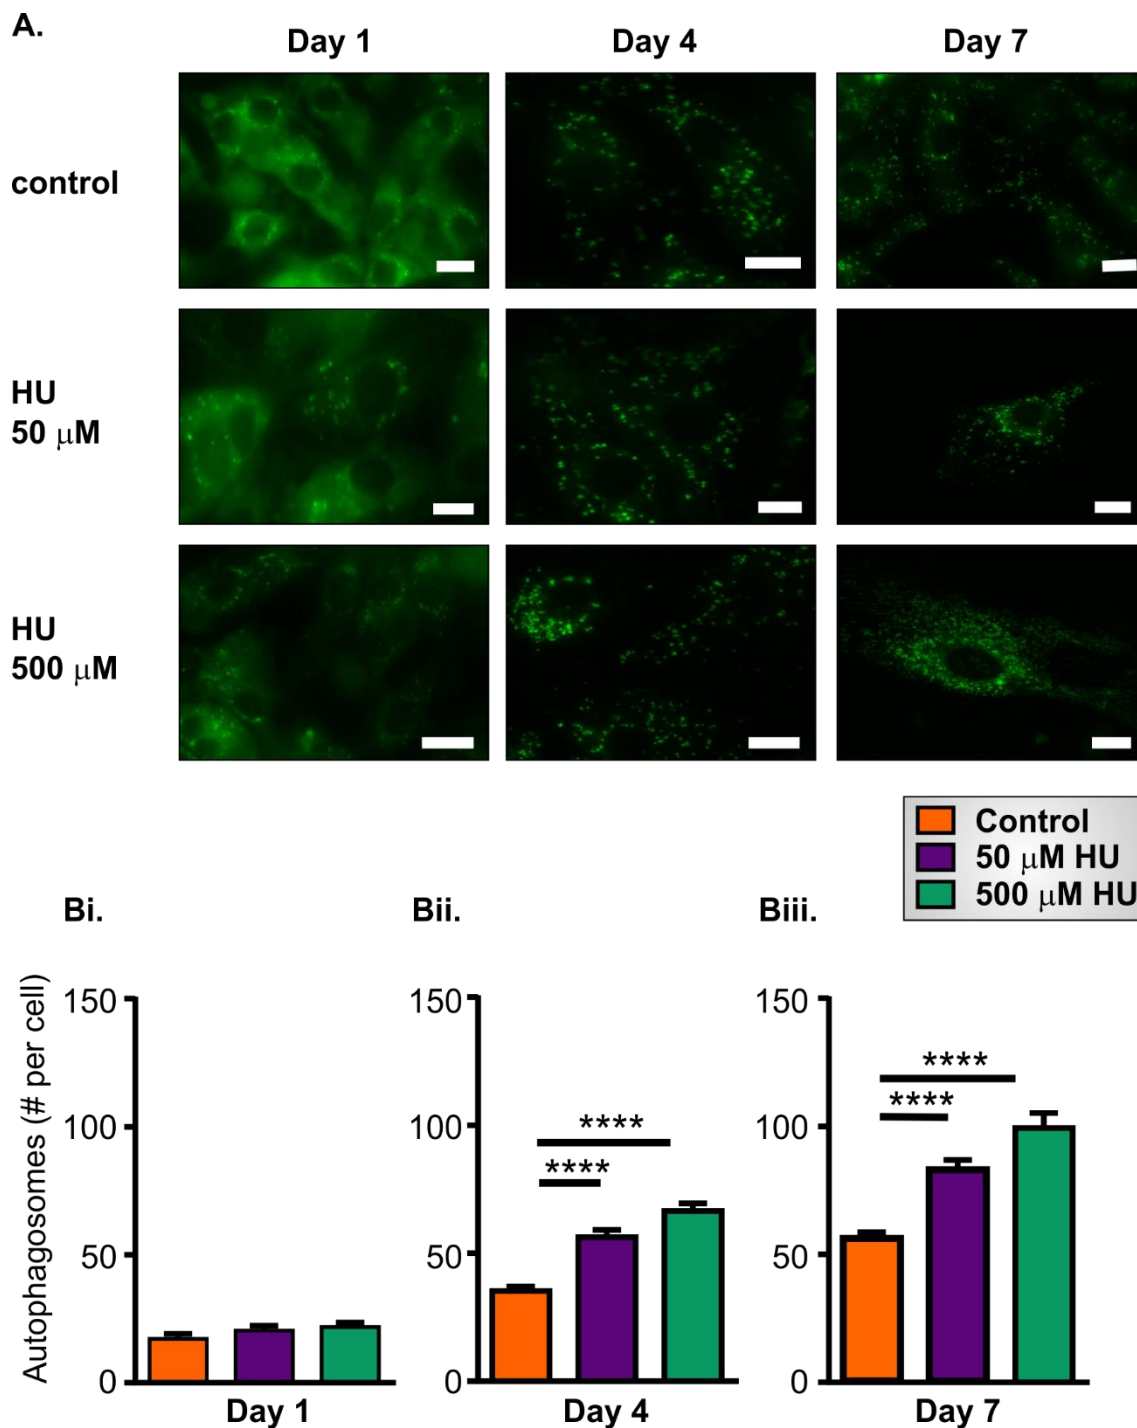 A.
Day 1 Day 4 Day 7
control
HU
50 μM
HU
500 μM
Control
50 μM HU
500 μM HU
Bi. Bii. Biii.
Autophagosomes (# per cell)
150
100
50
0
Day 1
150
100
50
0
****
****
Day 4
150
100
50
0
****
****
Day 7